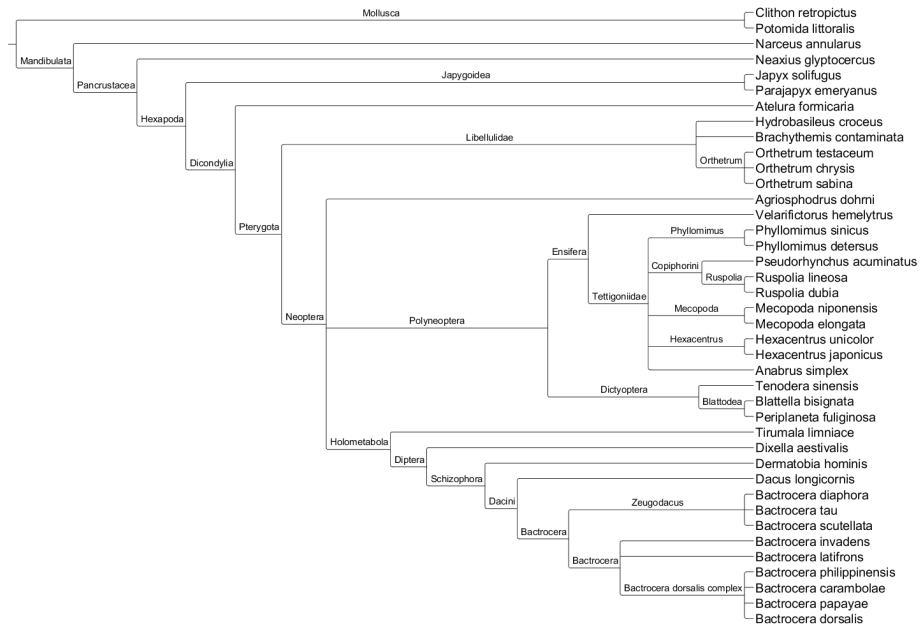 Mollusca
Clithon retropictus
Potomida littoralis
Mandibulata
Narceus annularus
Pancrustacea
Neaxius glyptocercus
Hexapoda
Japygoidea
Japyx solifugus
Parajapyx emeryanus
Dicondylia
Atelura formicaria
Pterygota
Libellulidae
Hydrobasileus croceus
Brachythemis contaminata
Orthetrum
Orthetrum testaceum
Orthetrum chrysis
Orthetrum sabina
Neoptera
Agriosphodrus dohrni
Polyneoptera
Ensifera
Velarifictorus hemelytrus
Tettigoniidae
Phyllomimus
Phyllomimus sinicus
Phyllomimus detersus
Copiphorini
Pseudorhynchus acuminatus
Ruspolia
Ruspolia lineosa
Ruspolia dubia
Mecopoda
Mecopoda niponensis
Mecopoda elongata
Hexacentrus
Hexacentrus unicolor
Hexacentrus japonicus
Anabrus simplex
Dictyoptera
Tenodera sinensis
Blattodea
Blattella bisignata
Periplaneta fuliginosa
Holometabola
Tirumala limniace
Diptera
Dixella aestivalis
Schizophora
Dermatobia hominis
Dacini
Dacus longicornis
Bactrocera
Zeugodacus
Bactrocera diaphora
Bactrocera tau
Bactrocera scutellata
Bactrocera
Bactrocera invadens
Bactrocera latifrons
Bactrocera dorsalis complex
Bactrocera philippinensis
Bactrocera carambolae
Bactrocera papayae
Bactrocera dorsalis